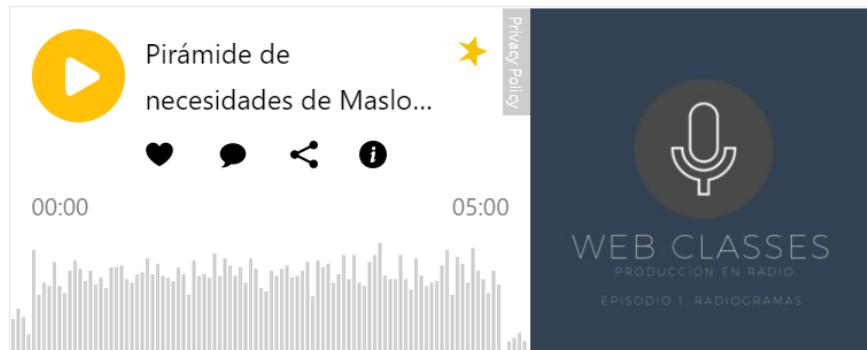 Pirámide de
necesidades de Maslo...
Privacy Policy
00:00
05:00
WEB CLASSES
PRODUCCIÓN EN RADIO
EPISODIO 1. RADIOGRAMAS